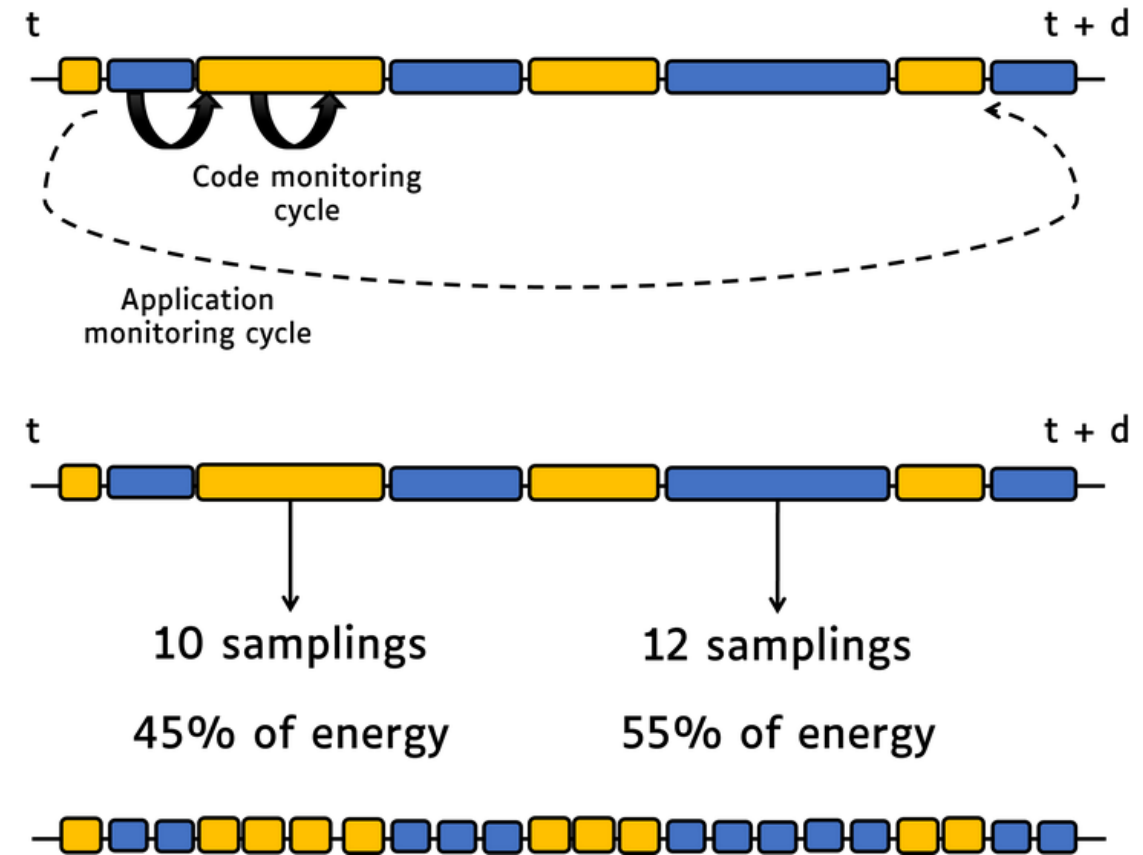 t
t + d
Code monitoring
cycle
Application
monitoring cycle
t
t + d
10 samplings
12 samplings
45% of energy
55% of energy